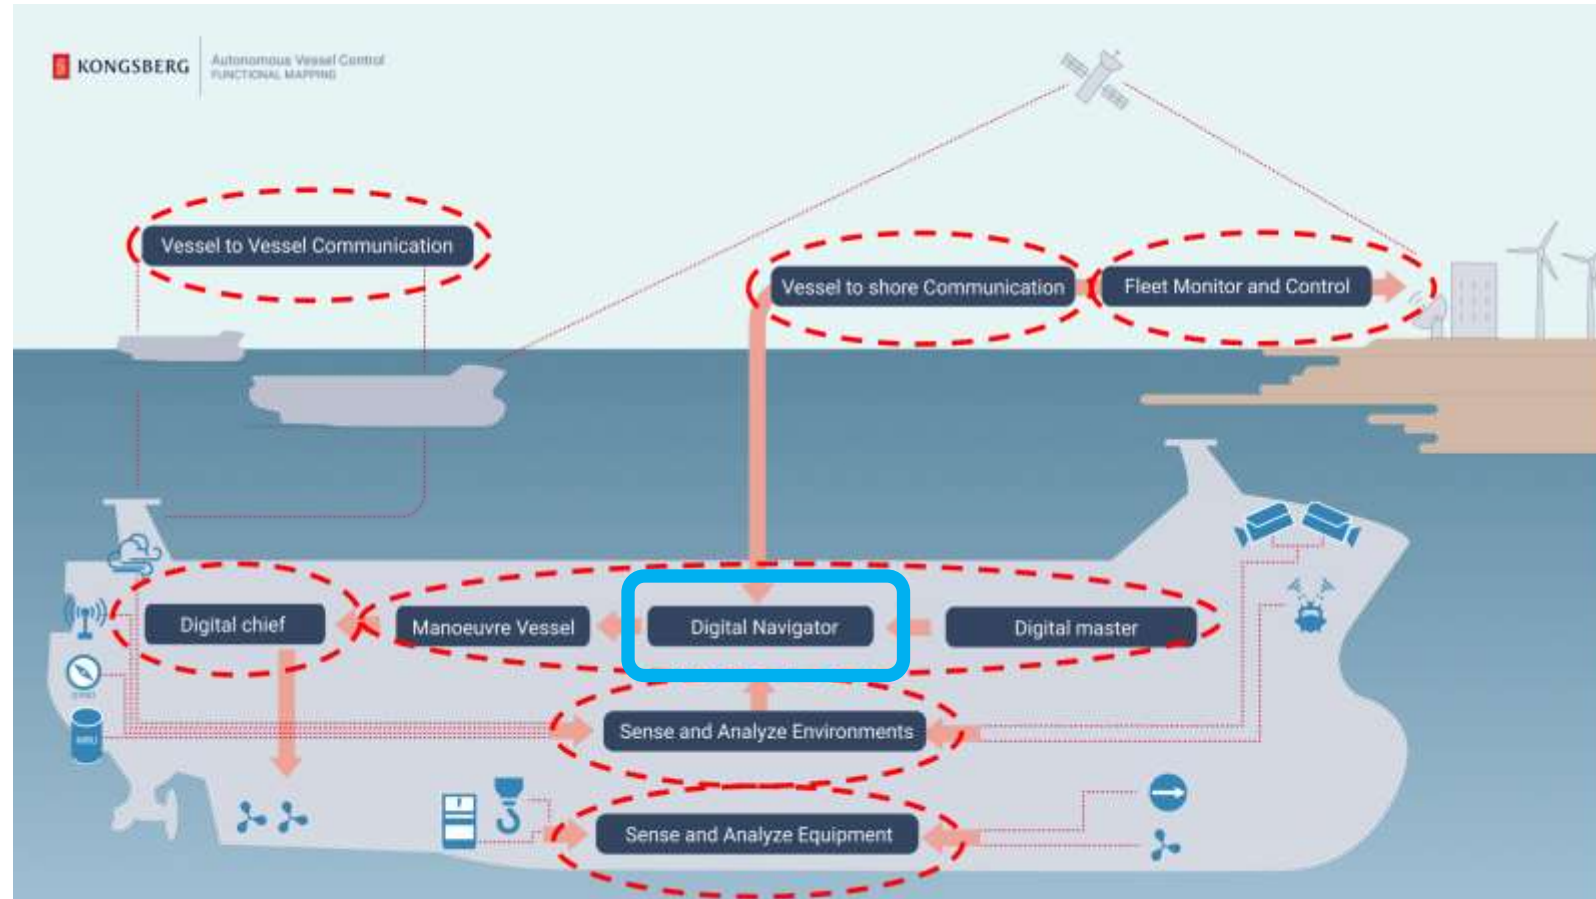 KONGSBERG
Autonomous Vessel Control
FUNCTIONAL MAPPING
Vessel to Vessel Communication
Vessel to shore Communication
Fleet Monitor and Control
Digital chief
Manoeuvre Vessel
Digital Navigator
Digital master
Sense and Analyze Environments
Sense and Analyze Equipment